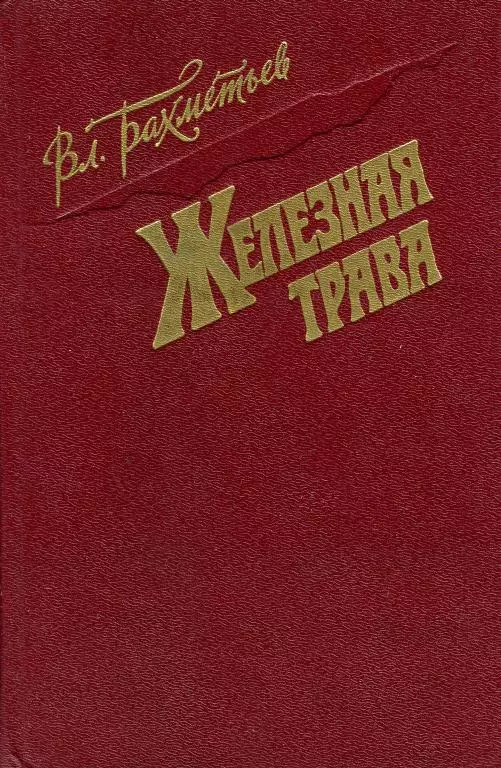 Вл. Бахметьев
Железная
трава